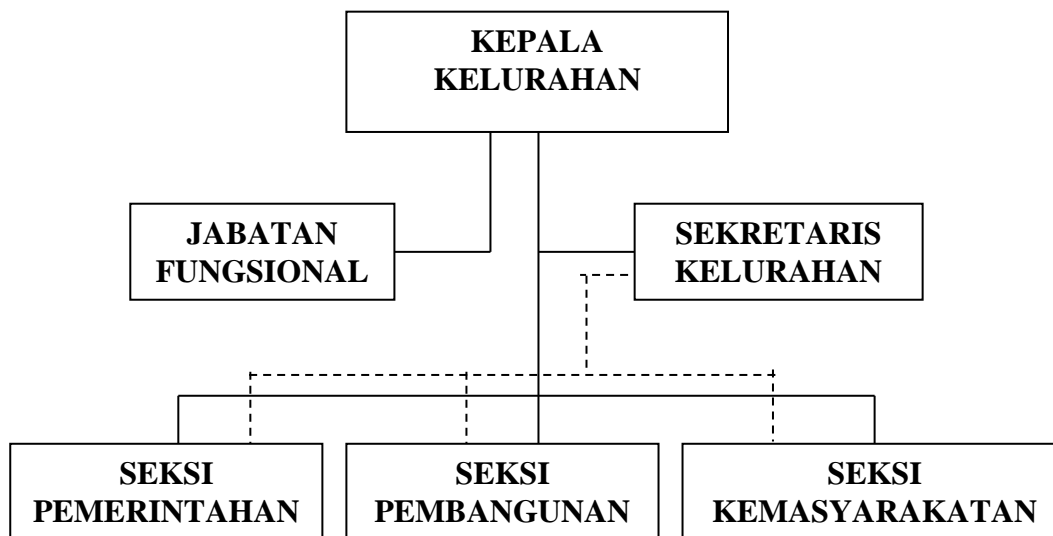 KEPALA
KELURAHAN
JABATAN
FUNGSIONAL
SEKRETARIS
KELURAHAN
SEKSI
PEMERINTAHAN
SEKSI
PEMBANGUNAN
SEKSI
KEMASYARAKATAN